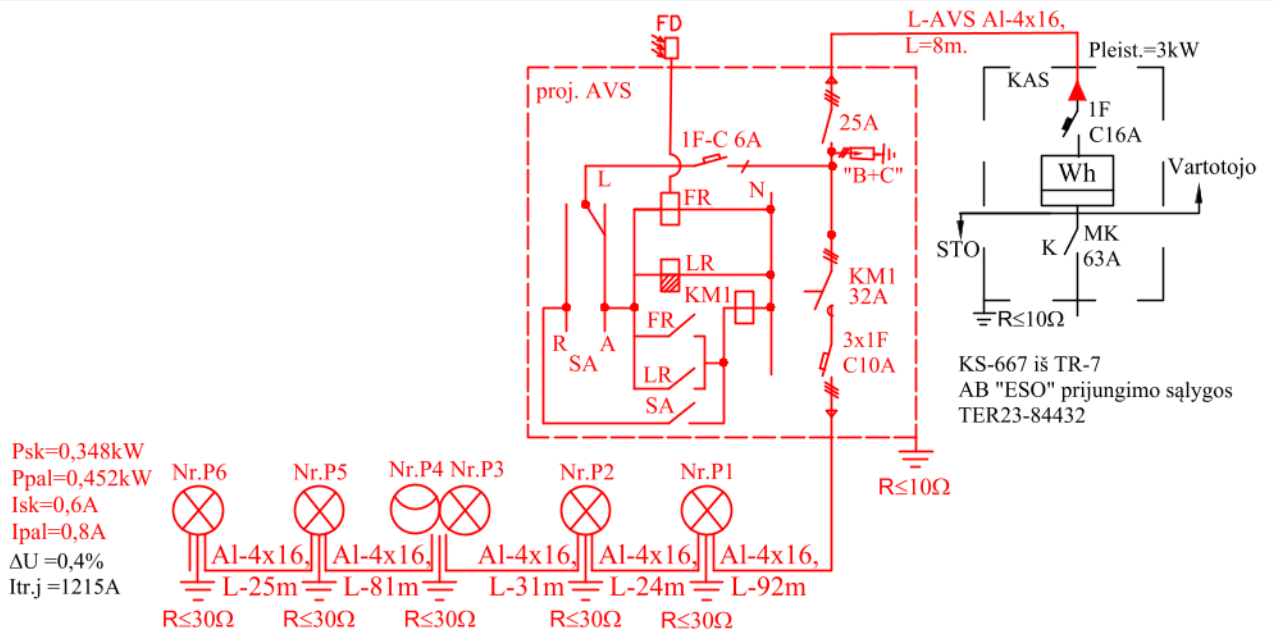 FD
L-AVS Al-4x16,
L=8m.
Pleist.=3kW
KAS
1F
C16A
Wh
Vartotojo
STO
K
MK
63A
R≤10Ω
KS-667 iš TR-7
AB "ESO" prijungimo sąlygos
TER23-84432
proj. AVS
25A
1F-C 6A
"B+C"
L
N
FR
LR
KM1
KM1
32A
FR
3x1F
C10A
R
A
SA
LR
SA
R≤10Ω
Psk=0,348kW
Ppal=0,452kW
Isk=0,6A
Ipal=0,8A
ΔU =0,4%
Itr.j =1215A
Nr.P6
Nr.P5
Nr.P4
Nr.P3
Nr.P2
Nr.P1
Al-4x16,
L-25m
Al-4x16,
L-81m
Al-4x16,
L-31m
Al-4x16,
L-24m
Al-4x16,
L-92m
R≤30Ω
R≤30Ω
R≤30Ω
R≤30Ω
R≤30Ω